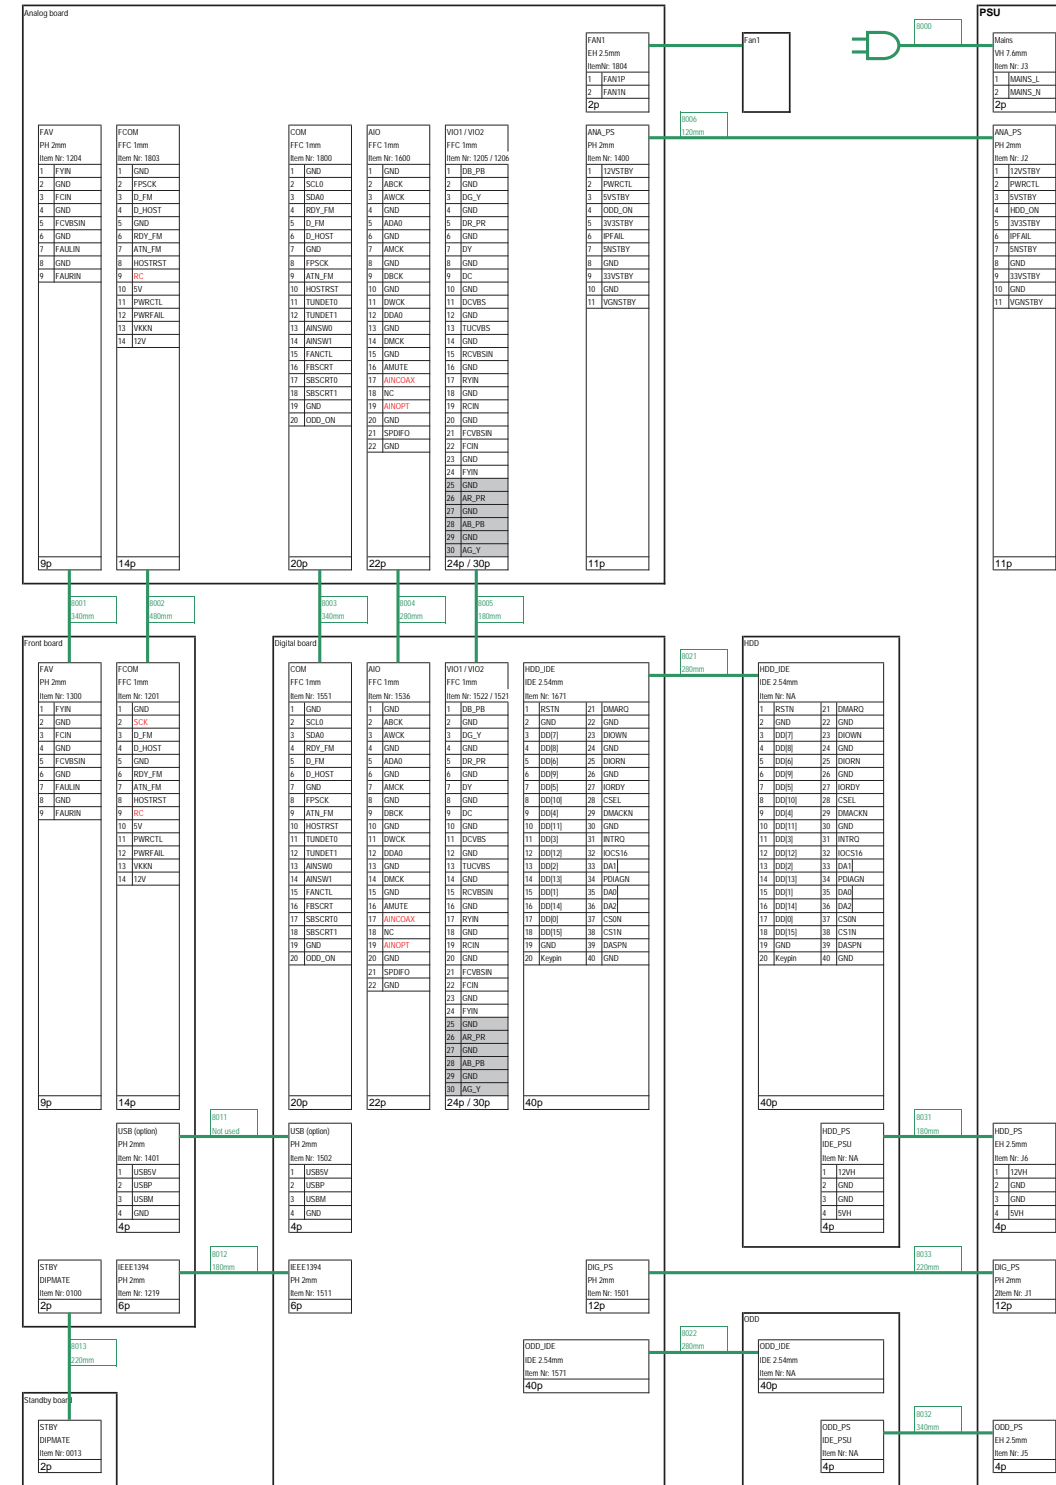 Analog board
PSU
8000
FAN1
EH 2.5mm
ItemNr: 1804
1 FAN1P
2 FAN1N
2p
Fan1
Mains
VH 7.6mm
Item Nr: J3
1 MAINS_L
2 MAINS_N
2p
8006
120mm
FAV
PH 2mm
Item Nr: 1204
1 FYIN
2 GND
3 FCIN
4 GND
5 FCVBSIN
6 GND
7 FAULIN
8 GND
9 FAURIN
9p
FCOM
FFC 1mm
Item Nr: 1803
1 GND
2 FPSCK
3 D_FM
4 D_HOST
5 GND
6 RDY_FM
7 ATN_FM
8 HOSTRST
9 RC
10 5V
11 PWRCTL
12 PWRFAIL
13 VKKN
14 12V
14p
COM
FFC 1mm
Item Nr: 1800
1 GND
2 SCL0
3 SDA0
4 RDY_FM
5 D_FM
6 D_HOST
7 GND
8 FPSCK
9 ATN_FM
10 HOSTRST
11 TUNDET0
12 TUNDET1
13 AINSW0
14 AINSW1
15 FANCTL
16 FBSCRT
17 SBSCRT0
18 SBSCRT1
19 GND
20 ODD_ON
20p
AIO
FFC 1mm
Item Nr: 1600
1 GND
2 ABCK
3 AWCK
4 GND
5 ADA0
6 GND
7 AMCK
8 GND
9 DBCK
10 GND
11 DWCK
12 DDA0
13 GND
14 DMCK
15 GND
16 AMUTE
17 AINCOAX
18 NC
19 AINOPT
20 GND
21 SPDIFO
22 GND
22p
VIO1 / VIO2
FFC 1mm
Item Nr: 1205 / 1206
1 DB_PB
2 GND
3 DG_Y
4 GND
5 DR_PR
6 GND
7 DY
8 GND
9 DC
10 GND
11 DCVBS
12 GND
13 TUCVBS
14 GND
15 RCVBSIN
16 GND
17 RYIN
18 GND
19 RCIN
20 GND
21 FCVBSIN
22 FCIN
23 GND
24 FYIN
25 GND
26 AR_PR
27 GND
28 AB_PB
29 GND
30 AG_Y
24p / 30p
ANA_PS
PH 2mm
Item Nr: 1400
1 12VSTBY
2 PWRCTL
3 5VSTBY
4 ODD_ON
5 3V3STBY
6 IPFAIL
7 5NSTBY
8 GND
9 33VSTBY
10 GND
11 VGNSTBY
11p
ANA_PS
PH 2mm
Item Nr: J2
1 12VSTBY
2 PWRCTL
3 5VSTBY
4 HDD_ON
5 3V3STBY
6 IPFAIL
7 5NSTBY
8 GND
9 33VSTBY
10 GND
11 VGNSTBY
11p
8001
340mm
8002
480mm
8003
340mm
8004
280mm
8005
180mm
Front board
Digital board
HDD
8021
280mm
FAV
PH 2mm
Item Nr: 1300
1 FYIN
2 GND
3 FCIN
4 GND
5 FCVBSIN
6 GND
7 FAULIN
8 GND
9 FAURIN
9p
FCOM
FFC 1mm
Item Nr: 1201
1 GND
2 SCK
3 D_FM
4 D_HOST
5 GND
6 RDY_FM
7 ATN_FM
8 HOSTRST
9 RC
10 5V
11 PWRCTL
12 PWRFAIL
13 VKKN
14 12V
14p
COM
FFC 1mm
Item Nr: 1551
1 GND
2 SCL0
3 SDA0
4 RDY_FM
5 D_FM
6 D_HOST
7 GND
8 FPSCK
9 ATN_FM
10 HOSTRST
11 TUNDET0
12 TUNDET1
13 AINSW0
14 AINSW1
15 FANCTL
16 FBSCRT
17 SBSCRT0
18 SBSCRT1
19 GND
20 ODD_ON
20p
AIO
FFC 1mm
Item Nr: 1536
1 GND
2 ABCK
3 AWCK
4 GND
5 ADA0
6 GND
7 AMCK
8 GND
9 DBCK
10 GND
11 DWCK
12 DDA0
13 GND
14 DMCK
15 GND
16 AMUTE
17 AINCOAX
18 NC
19 AINOPT
20 GND
21 SPDIFO
22 GND
22p
VIO1 / VIO2
FFC 1mm
Item Nr: 1522 / 1521
1 DB_PB
2 GND
3 DG_Y
4 GND
5 DR_PR
6 GND
7 DY
8 GND
9 DC
10 GND
11 DCVBS
12 GND
13 TUCVBS
14 GND
15 RCVBSIN
16 GND
17 RYIN
18 GND
19 RCIN
20 GND
21 FCVBSIN
22 FCIN
23 GND
24 FYIN
25 GND
26 AR_PR
27 GND
28 AB_PB
29 GND
30 AG_Y
24p / 30p
HDD_IDE
IDE 2.54mm
Item Nr: 1671
1 RSTN 21 DMARQ
2 GND 22 GND
3 DD[7] 23 DIOWN
4 DD[8] 24 GND
5 DD[6] 25 DIORN
6 DD[9] 26 GND
7 DD[5] 27 IORDY
8 DD[10] 28 CSEL
9 DD[4] 29 DMACKN
10 DD[11] 30 GND
11 DD[3] 31 INTRQ
12 DD[12] 32 IOCS16
13 DD[2] 33 DA1
14 DD[13] 34 PDIAGN
15 DD[1] 35 DA0
16 DD[14] 36 DA2
17 DD[0] 37 CS0N
18 DD[15] 38 CS1N
19 GND 39 DASPN
20 Keypin 40 GND
40p
HDD_IDE
IDE 2.54mm
Item Nr: NA
1 RSTN 21 DMARQ
2 GND 22 GND
3 DD[7] 23 DIOWN
4 DD[8] 24 GND
5 DD[6] 25 DIORN
6 DD[9] 26 GND
7 DD[5] 27 IORDY
8 DD[10] 28 CSEL
9 DD[4] 29 DMACKN
10 DD[11] 30 GND
11 DD[3] 31 INTRQ
12 DD[12] 32 IOCS16
13 DD[2] 33 DA1
14 DD[13] 34 PDIAGN
15 DD[1] 35 DA0
16 DD[14] 36 DA2
17 DD[0] 37 CS0N
18 DD[15] 38 CS1N
19 GND 39 DASPN
20 Keypin 40 GND
40p
8011
Not used
8031
180mm
USB (option)
PH 2mm
Item Nr: 1401
1 USB5V
2 USBP
3 USBM
4 GND
4p
USB (option)
PH 2mm
Item Nr: 1502
1 USB5V
2 USBP
3 USBM
4 GND
4p
HDD_PS
IDE_PSU
Item Nr: NA
1 12VH
2 GND
3 GND
4 5VH
4p
HDD_PS
EH 2.5mm
Item Nr: J6
1 12VH
2 GND
3 GND
4 5VH
4p
8012
180mm
8033
220mm
STBY
DIPMATE
Item Nr: 0100
2p
IEEE1394
PH 2mm
Item Nr: 1219
6p
IEEE1394
PH 2mm
Item Nr: 1511
6p
DIG_PS
PH 2mm
Item Nr: 1501
12p
DIG_PS
PH 2mm
2Item Nr: J1
12p
8013
220mm
8022
280mm
ODD
ODD_IDE
IDE 2.54mm
Item Nr: 1571
40p
ODD_IDE
IDE 2.54mm
Item Nr: NA
40p
Standby board
8032
340mm
STBY
DIPMATE
Item Nr: 0013
2p
ODD_PS
IDE_PSU
Item Nr: NA
4p
ODD_PS
EH 2.5mm
Item Nr: J5
4p